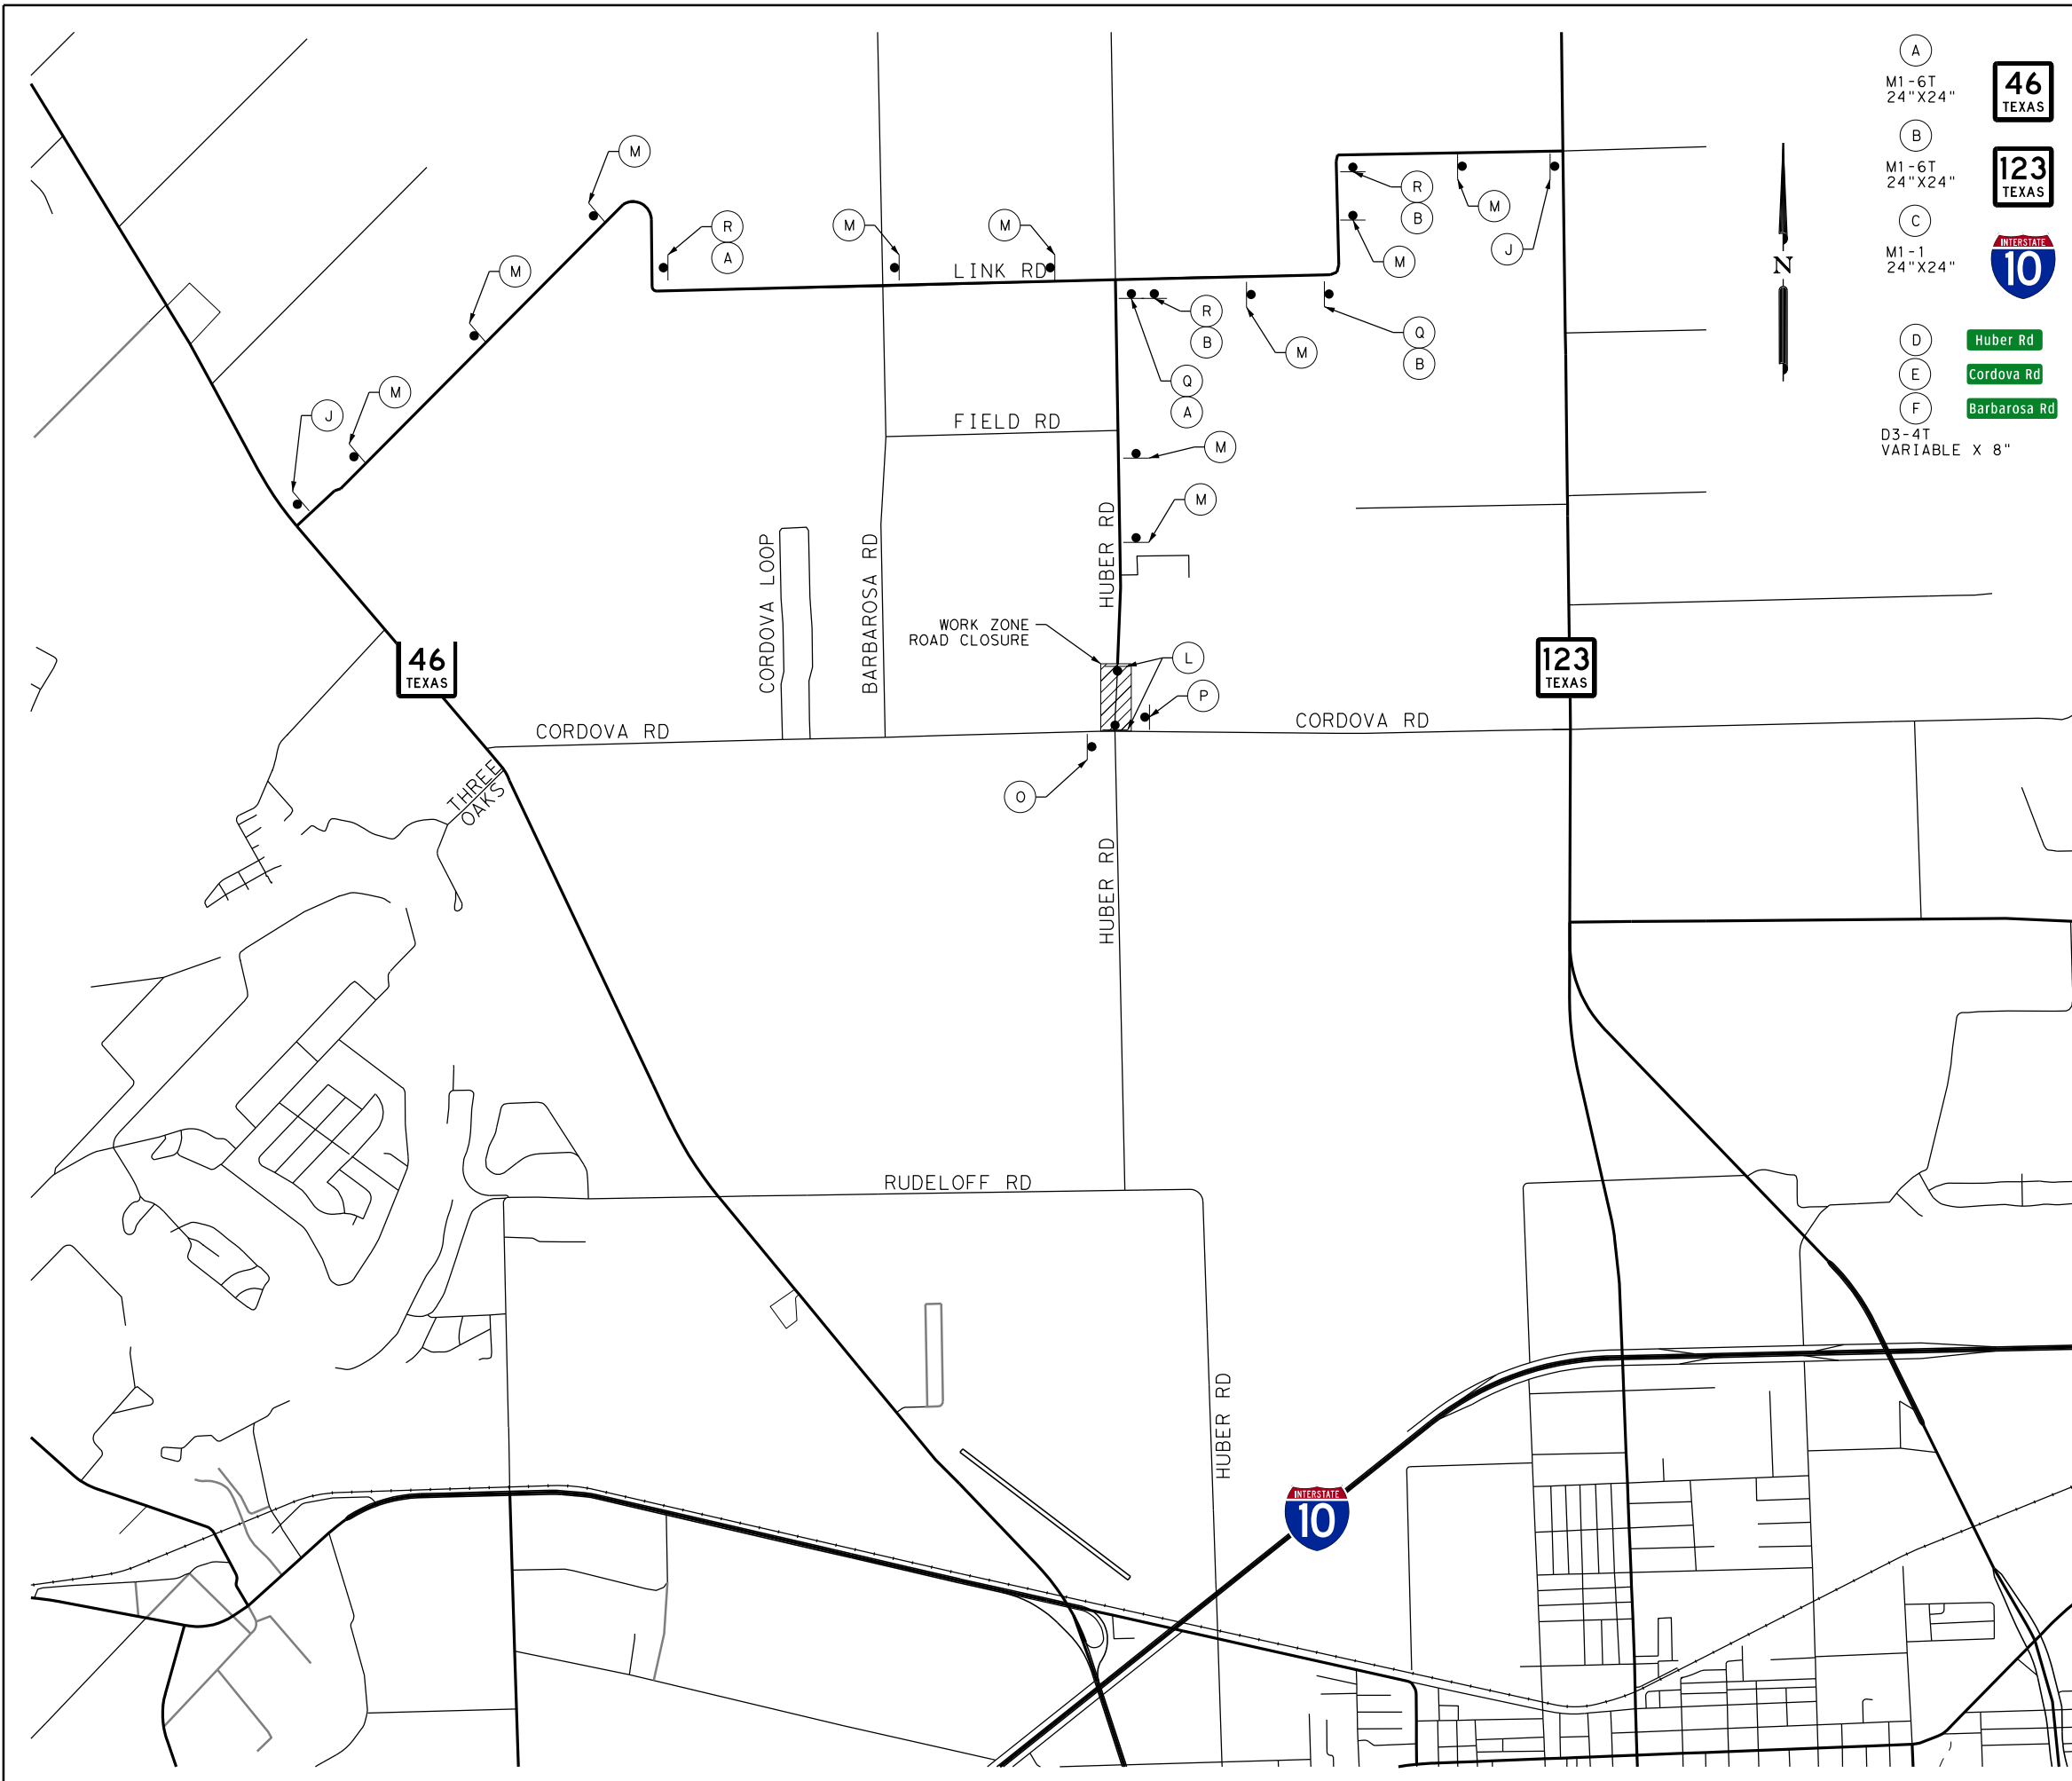 A
M1-6T
24"X24"
46
TEXAS
B
M1-6T
24"X24"
123
TEXAS
C
M1-1
24"X24"
INTERSTATE
10
D
Huber Rd
E
Cordova Rd
F
Barbarosa Rd
D3-4T
VARIABLE X 8"
N
M
M
M
J
R
A
M
M
LINK RD
R
B
M
M
J
R
B
Q
A
M
Q
B
FIELD RD
M
M
HUBER RD
CORDOVA LOOP
BARBAROSA RD
WORK ZONE
ROAD CLOSURE
L
P
46
TEXAS
123
TEXAS
CORDOVA RD
CORDOVA RD
THREE
OAKS
O
HUBER RD
RUDELOFF RD
HUBER RD
INTERSTATE
10